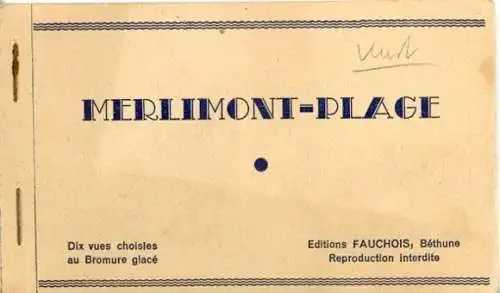 MERLIMONT-PLAGE
Dix vues choisies
au Bromure glacé
Editions FAUCHOIS, Béthune
Reproduction interdite